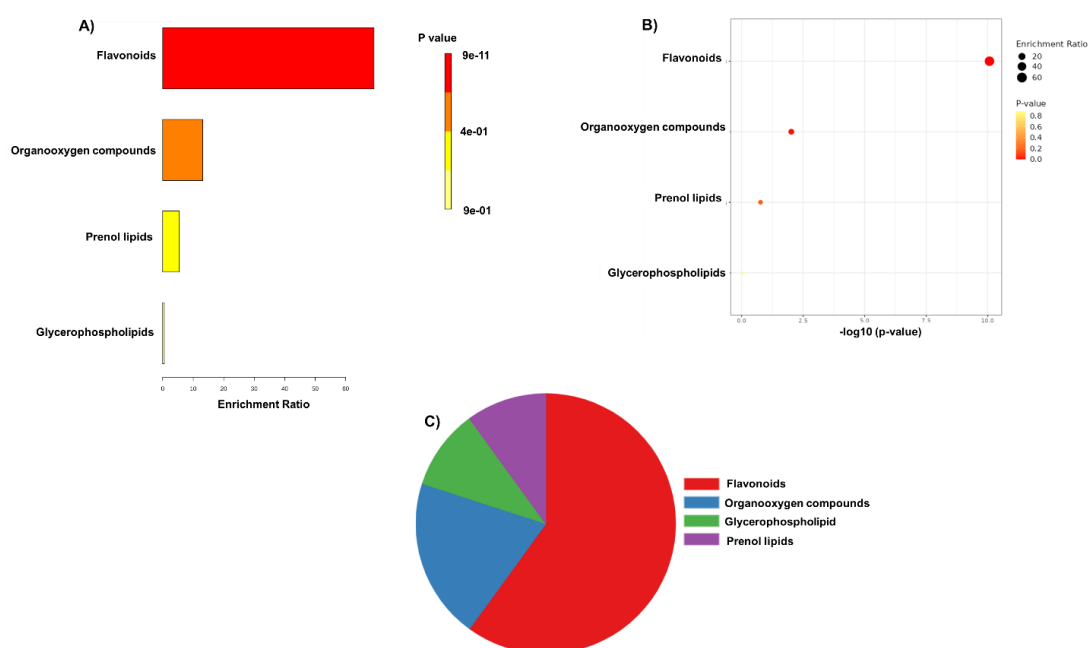 A)
Flavonoids
Organooxygen compounds
Prenol lipids
Glycerophospholipids
0 10 20 30 40 50 60
Enrichment Ratio
P value
9e-11
4e-01
9e-01
B)
Flavonoids
Organooxygen compounds
Prenol lipids
Glycerophospholipids
0.0 2.5 5.0 7.5 10.0
-log10 (p-value)
Enrichment Ratio
20
40
60
P-value
0.8
0.6
0.4
0.2
0.0
C)
Flavonoids
Organooxygen compounds
Glycerophospholipid
Prenol lipids